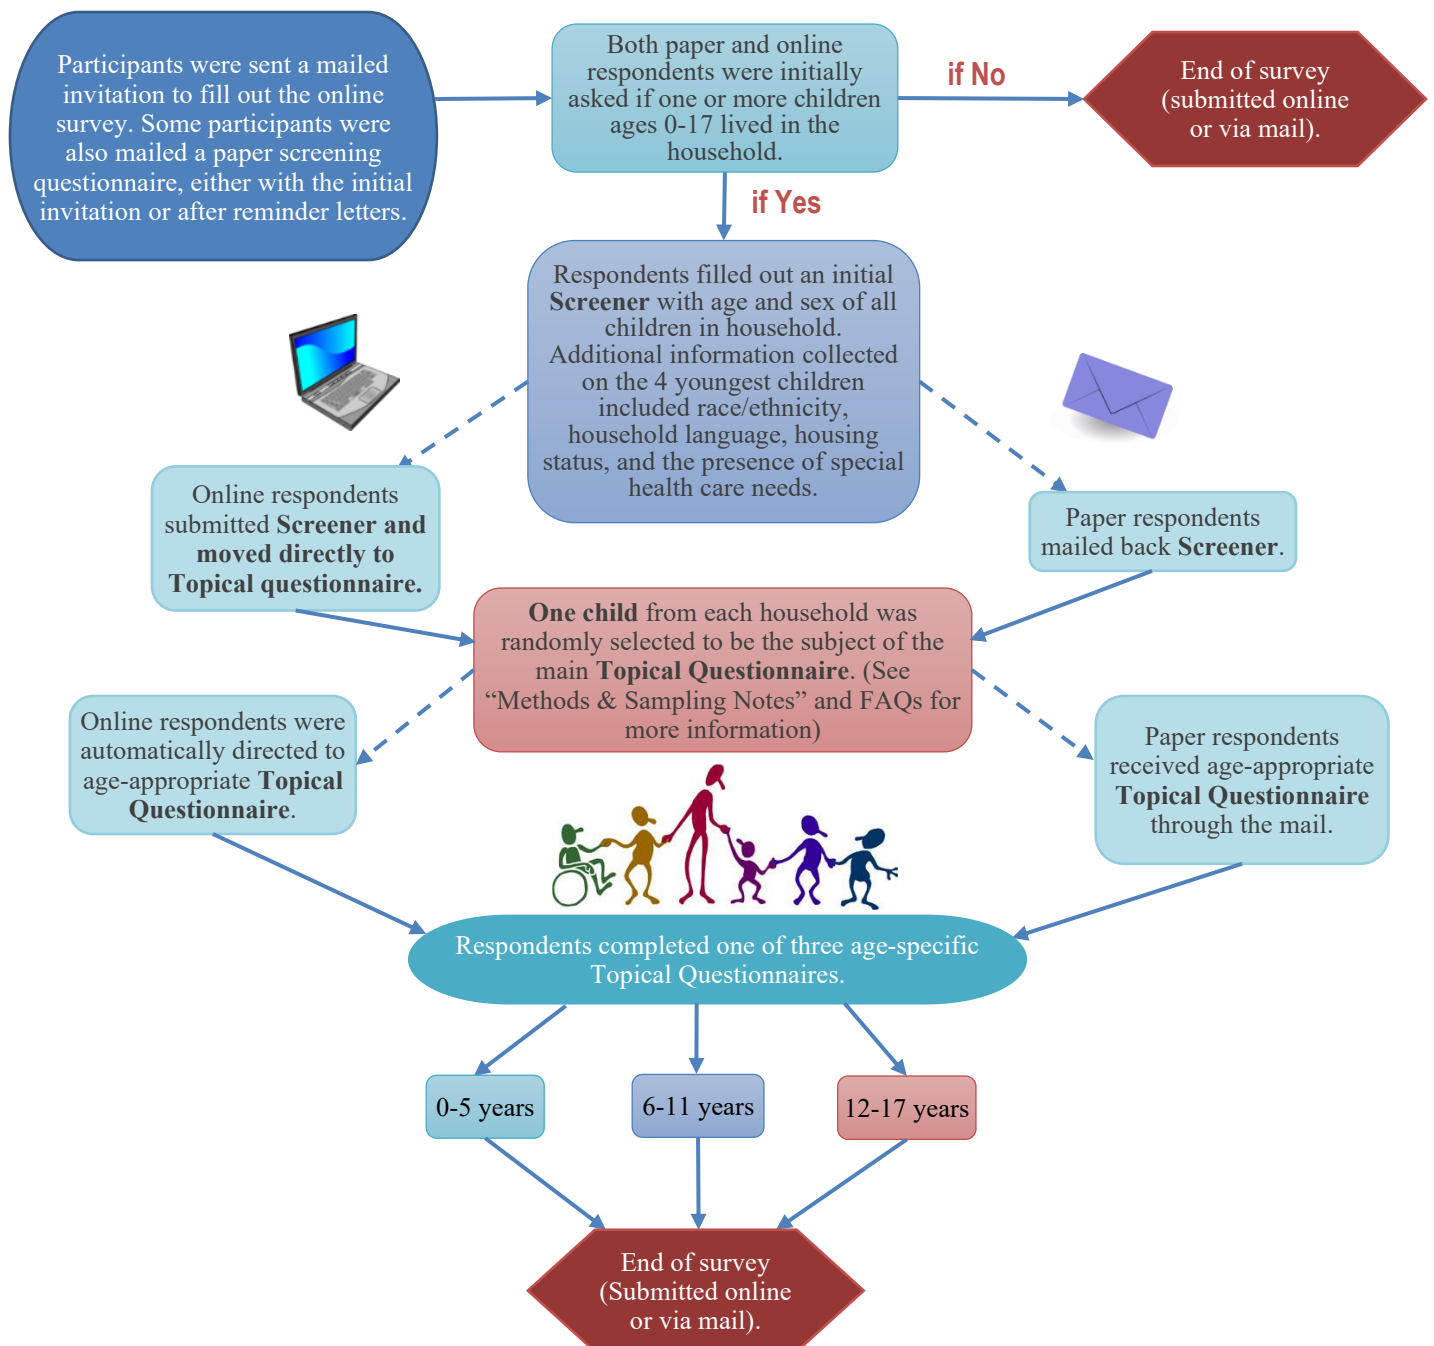 Participants were sent a mailed
invitation to fill out the online
survey. Some participants were
also mailed a paper screening
questionnaire, either with the initial
invitation or after reminder letters.
Both paper and online
respondents were initially
asked if one or more children
ages 0-17 lived in the
household.
if No
End of survey
(submitted online
or via mail).
if Yes
Respondents filled out an initial
Screener with age and sex of all
children in household.
Additional information collected
on the 4 youngest children
included race/ethnicity,
household language, housing
status, and the presence of special
health care needs.
Online respondents
submitted Screener and
moved directly to
Topical questionnaire.
Paper respondents
mailed back Screener.
One child from each household was
randomly selected to be the subject of the
main Topical Questionnaire. (See
“Methods & Sampling Notes” and FAQs for
more information)
Online respondents were
automatically directed to
age-appropriate Topical
Questionnaire.
Paper respondents
received age-appropriate
Topical Questionnaire
through the mail.
Respondents completed one of three age-specific
Topical Questionnaires.
0-5 years
6-11 years
12-17 years
End of survey
(Submitted online
or via mail).